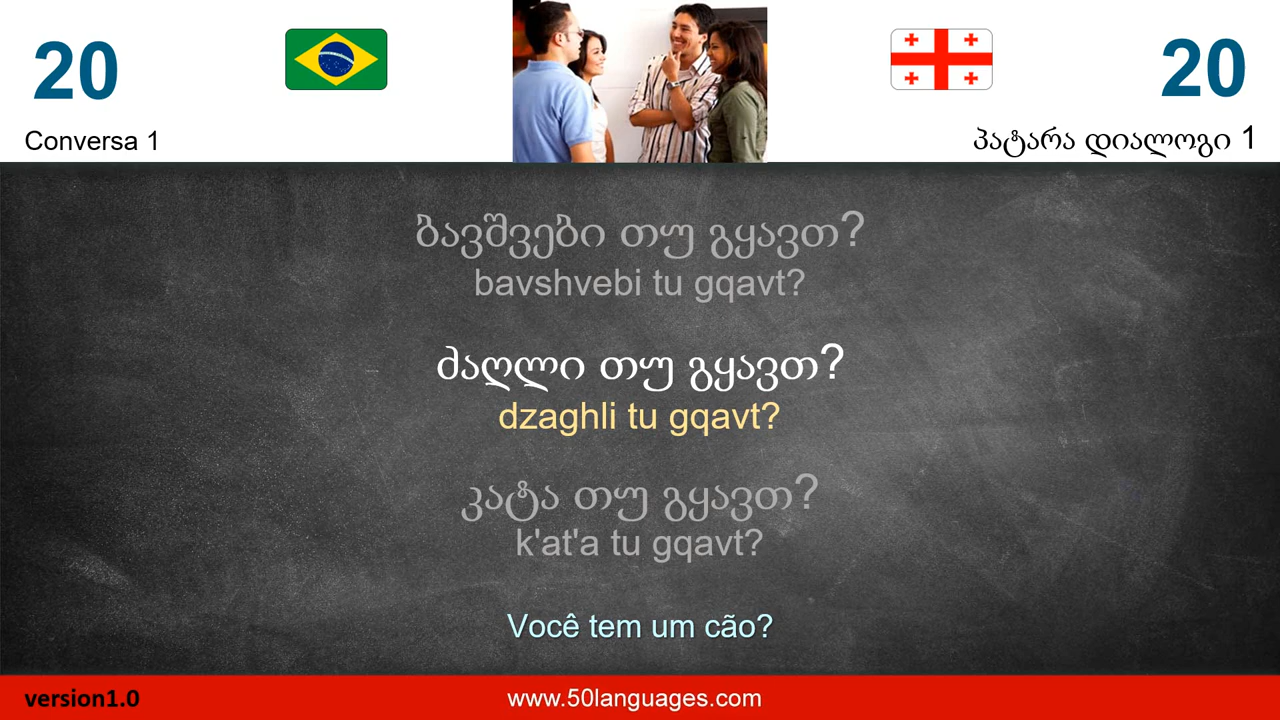 20
20
Conversa 1
პატარა დიალოგი 1
ბავშვები თუ გყავთ?
bavshvebi tu gqavt?
ძაღლი თუ გყავთ?
dzaghli tu gqavt?
კატა თუ გყავთ?
k'at'a tu gqavt?
Você tem um cão?
version1.0
www.50languages.com